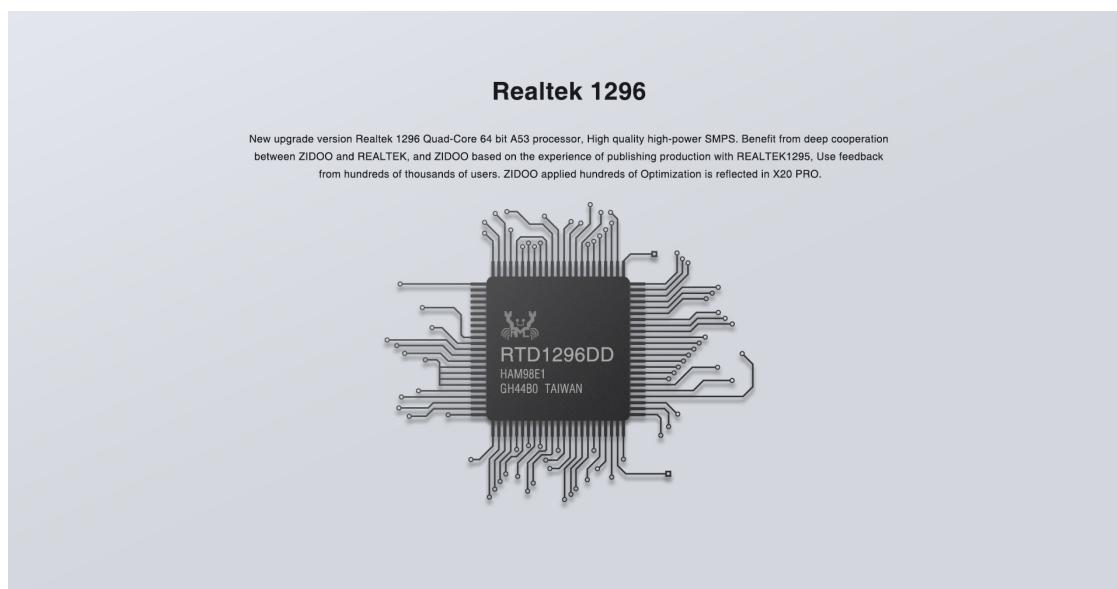 Realtek 1296
New upgrade version Realtek 1296 Quad-Core 64 bit A53 processor, High quality high-power SMPS. Benefit from deep cooperation
between ZIDOO and REALTEK, and ZIDOO based on the experience of publishing production with REALTEK1295, Use feedback
from hundreds of thousands of users. ZIDOO applied hundreds of Optimization is reflected in X20 PRO.
RTD1296DD
HAM98E1
GH44B0 TAIWAN